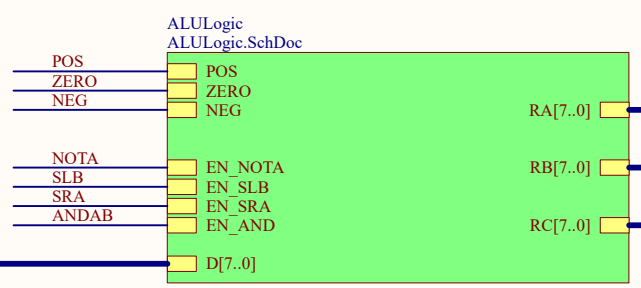 ALULogic
ALULogic.SchDoc
POS
POS
ZERO
ZERO
NEG
NEG
RA[7..0]
NOTA
EN_NOTA
RB[7..0]
SLB
EN_SLB
SRA
EN_SRA
ANDAB
EN_AND
RC[7..0]
D[7..0]